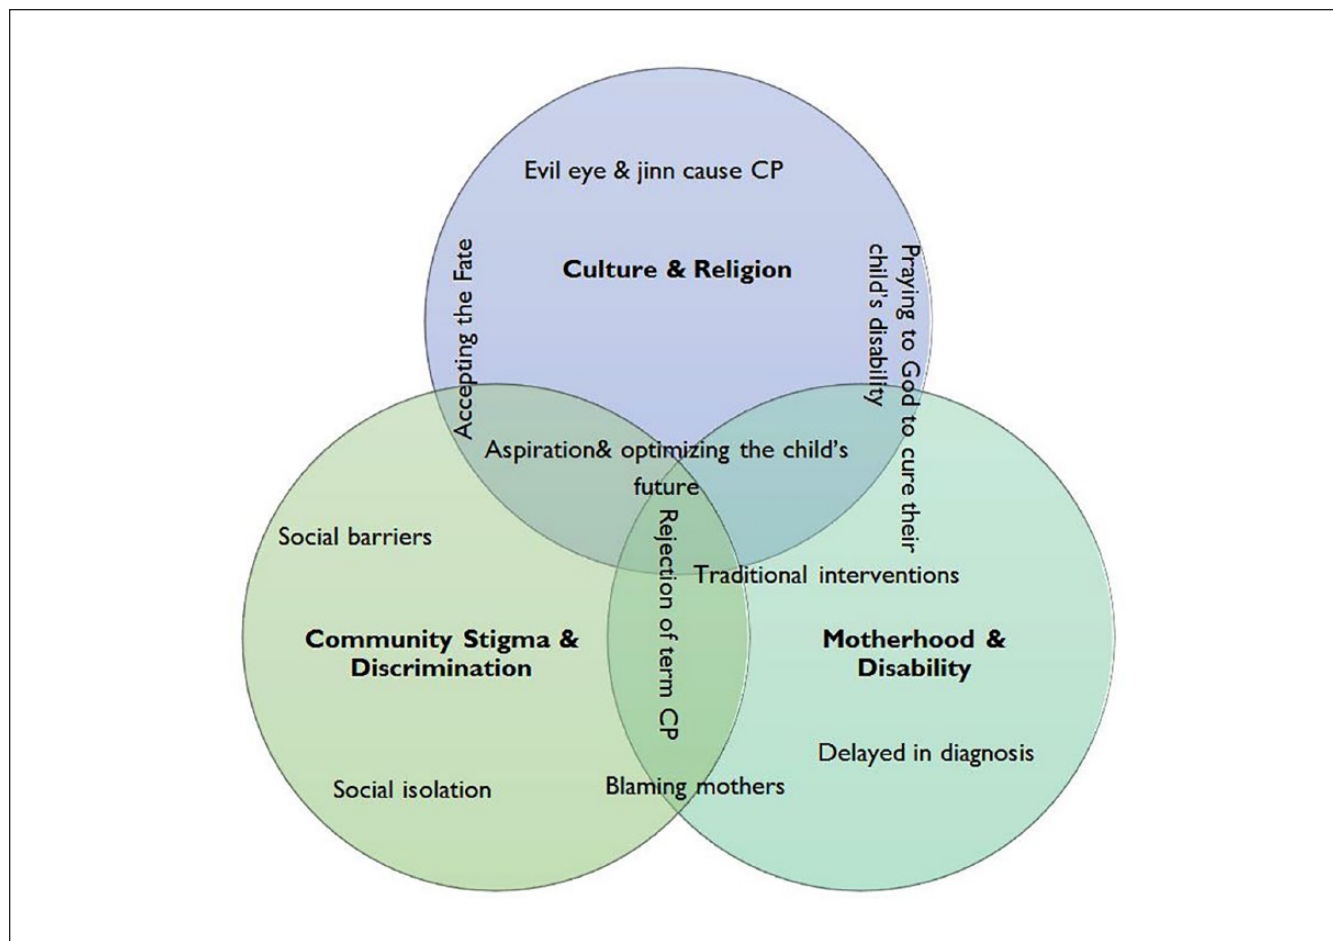 Evil eye & jinn cause CP
Culture & Religion
Accepting the Fate
Praying to God to cure their
child's disability
Aspiration& optimizing the child's
future
Rejection of term CP
Social barriers
Traditional interventions
Community Stigma &
Discrimination
Motherhood &
Disability
Delayed in diagnosis
Social isolation
Blaming mothers